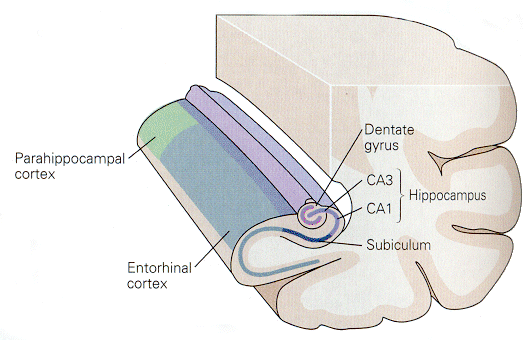 Dentate
gyrus
Parahippocampal
cortex
CA3
Hippocampus
CA1
Subiculum
Entorhinal
cortex